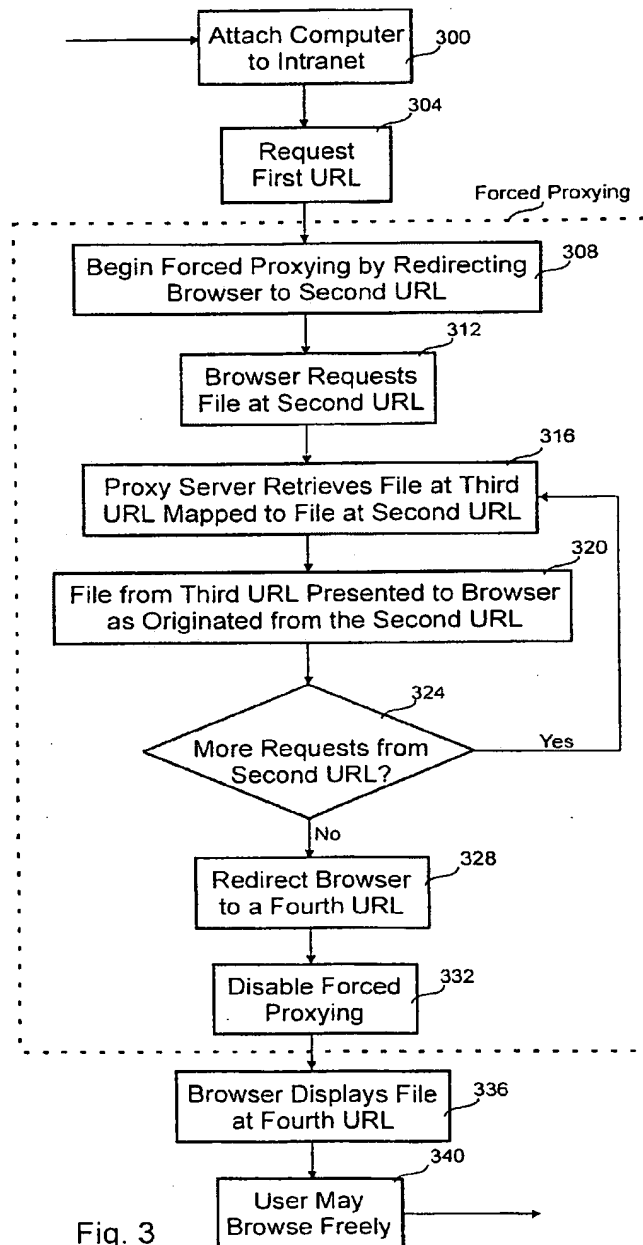 Attach Computer
to Intranet
300
304
Request
First URL
Forced Proxying
Begin Forced Proxying by Redirecting
Browser to Second URL
308
312
Browser Requests
File at Second URL
316
Proxy Server Retrieves File at Third
URL Mapped to File at Second URL
320
File from Third URL Presented to Browser
as Originated from the Second URL
324
More Requests from
Second URL?
Yes
No
328
Redirect Browser
to a Fourth URL
332
Disable Forced
Proxying
Browser Displays File
at Fourth URL
336
340
User May
Browse Freely
Fig. 3